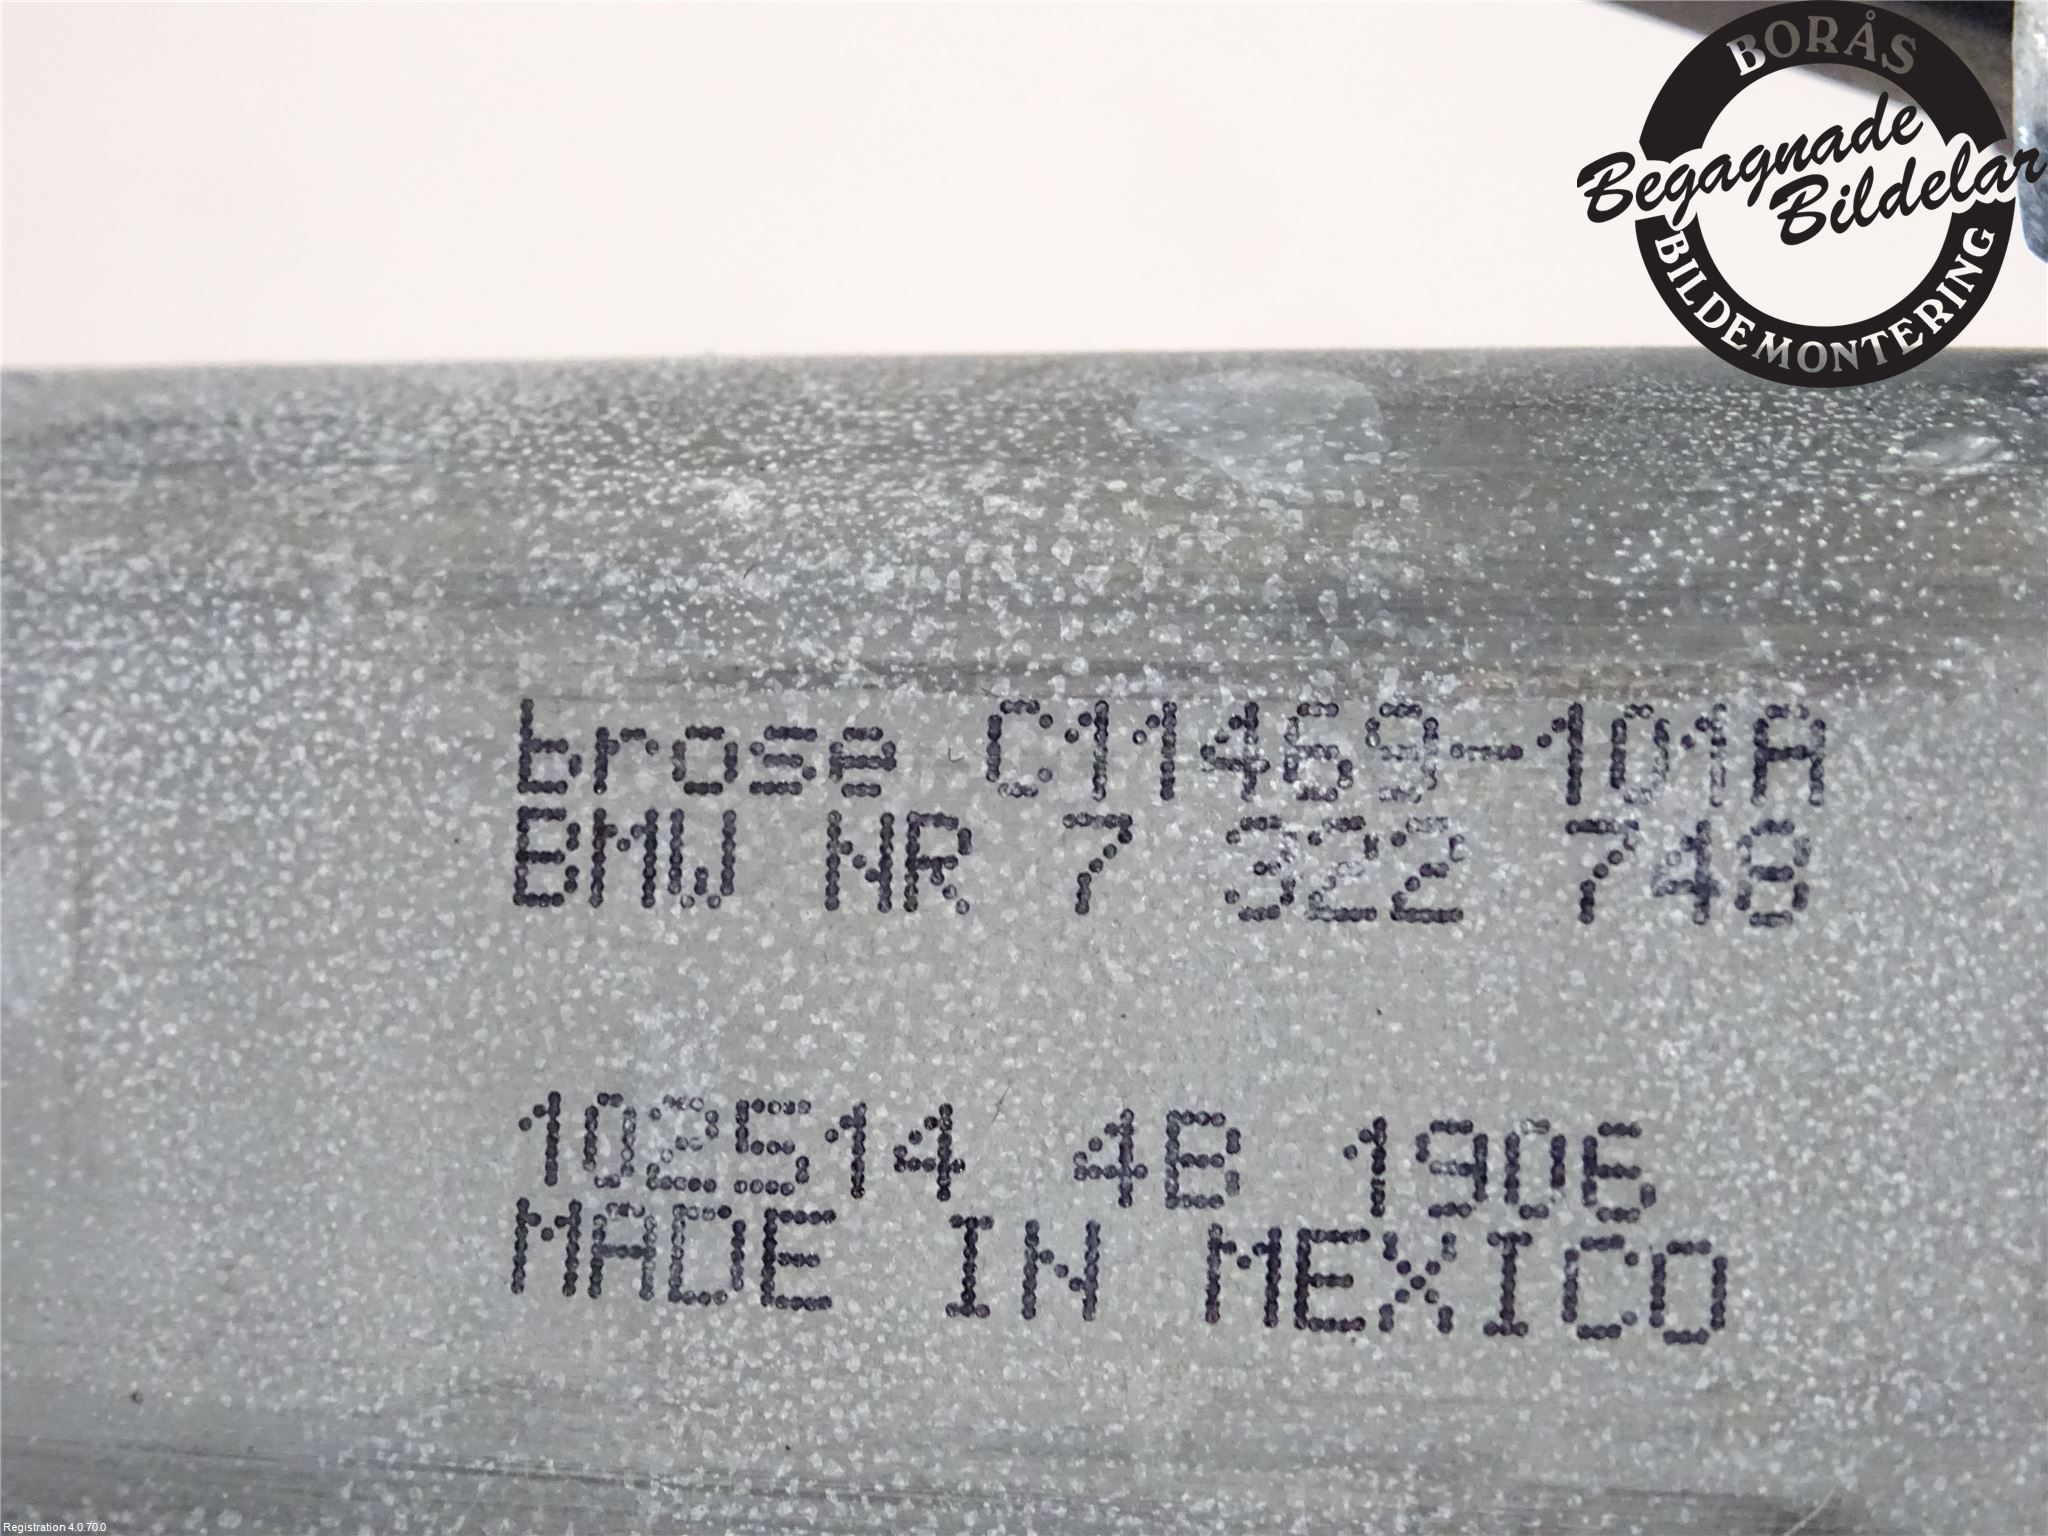 BORÅS
Begagnade
Bildelar
BILDEMONTERING
brose C11469-101A
BMW NR 7 322 748
102514 4B 1906
MADE IN MEXICO
Registration 4.0.70.0